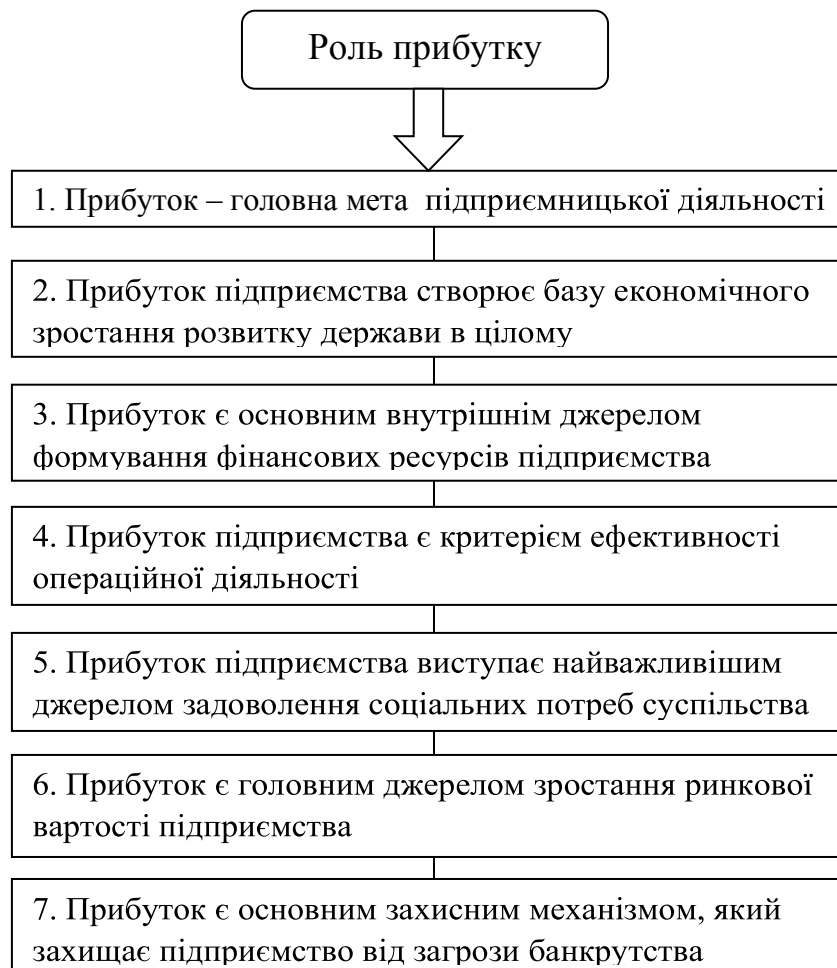 Роль прибутку
1. Прибуток – головна мета підприємницької діяльності
2. Прибуток підприємства створює базу економічного
зростання розвитку держави в цілому
3. Прибуток є основним внутрішнім джерелом
формування фінансових ресурсів підприємства
4. Прибуток підприємства є критерієм ефективності
операційної діяльності
5. Прибуток підприємства виступає найважливішим
джерелом задоволення соціальних потреб суспільства
6. Прибуток є головним джерелом зростання ринкової
вартості підприємства
7. Прибуток є основним захисним механізмом, який
захищає підприємство від загрози банкрутства